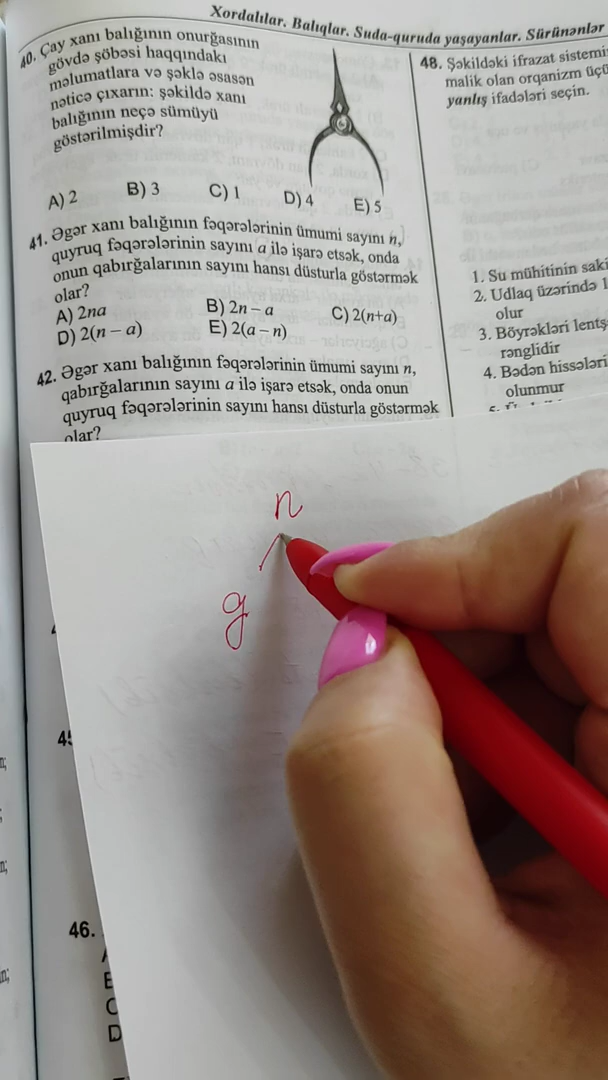 Xordalılar. Balıqlar. Suda-quruda yaşayanlar. Sürünənlər
40. Çay xanı balığının onurğasının
gövdə şöbəsi haqqındakı
məlumatlara və şəklə əsasən
nəticə çıxarın: şəkildə xanı
balığının neçə sümüyü
göstərilmişdir?
A) 2 B) 3 C) 1 D) 4 E) 5
41. Əgər xanı balığının fəqərələrinin ümumi sayını n,
quyruq fəqərələrinin sayını a ilə işarə etsək, onda
onun qabırğalarının sayını hansı düsturla göstərmək
olar?
A) 2na B) 2n – a C) 2(n+a)
D) 2(n – a) E) 2(a – n)
42. Əgər xanı balığının fəqərələrinin ümumi sayını n,
qabırğalarının sayını a ilə işarə etsək, onda onun
quyruq fəqərələrinin sayını hansı düsturla göstərmək
olar?
n
g
46.
48. Şəkildəki ifrazat sistemi
malik olan orqanizm üçü
yanlış ifadələri seçin.
1. Su mühitinin saki
2. Udlaq üzərində 1
olur
3. Böyrəkləri lentş
rənglidir
4. Bədən hissələri
olunmur